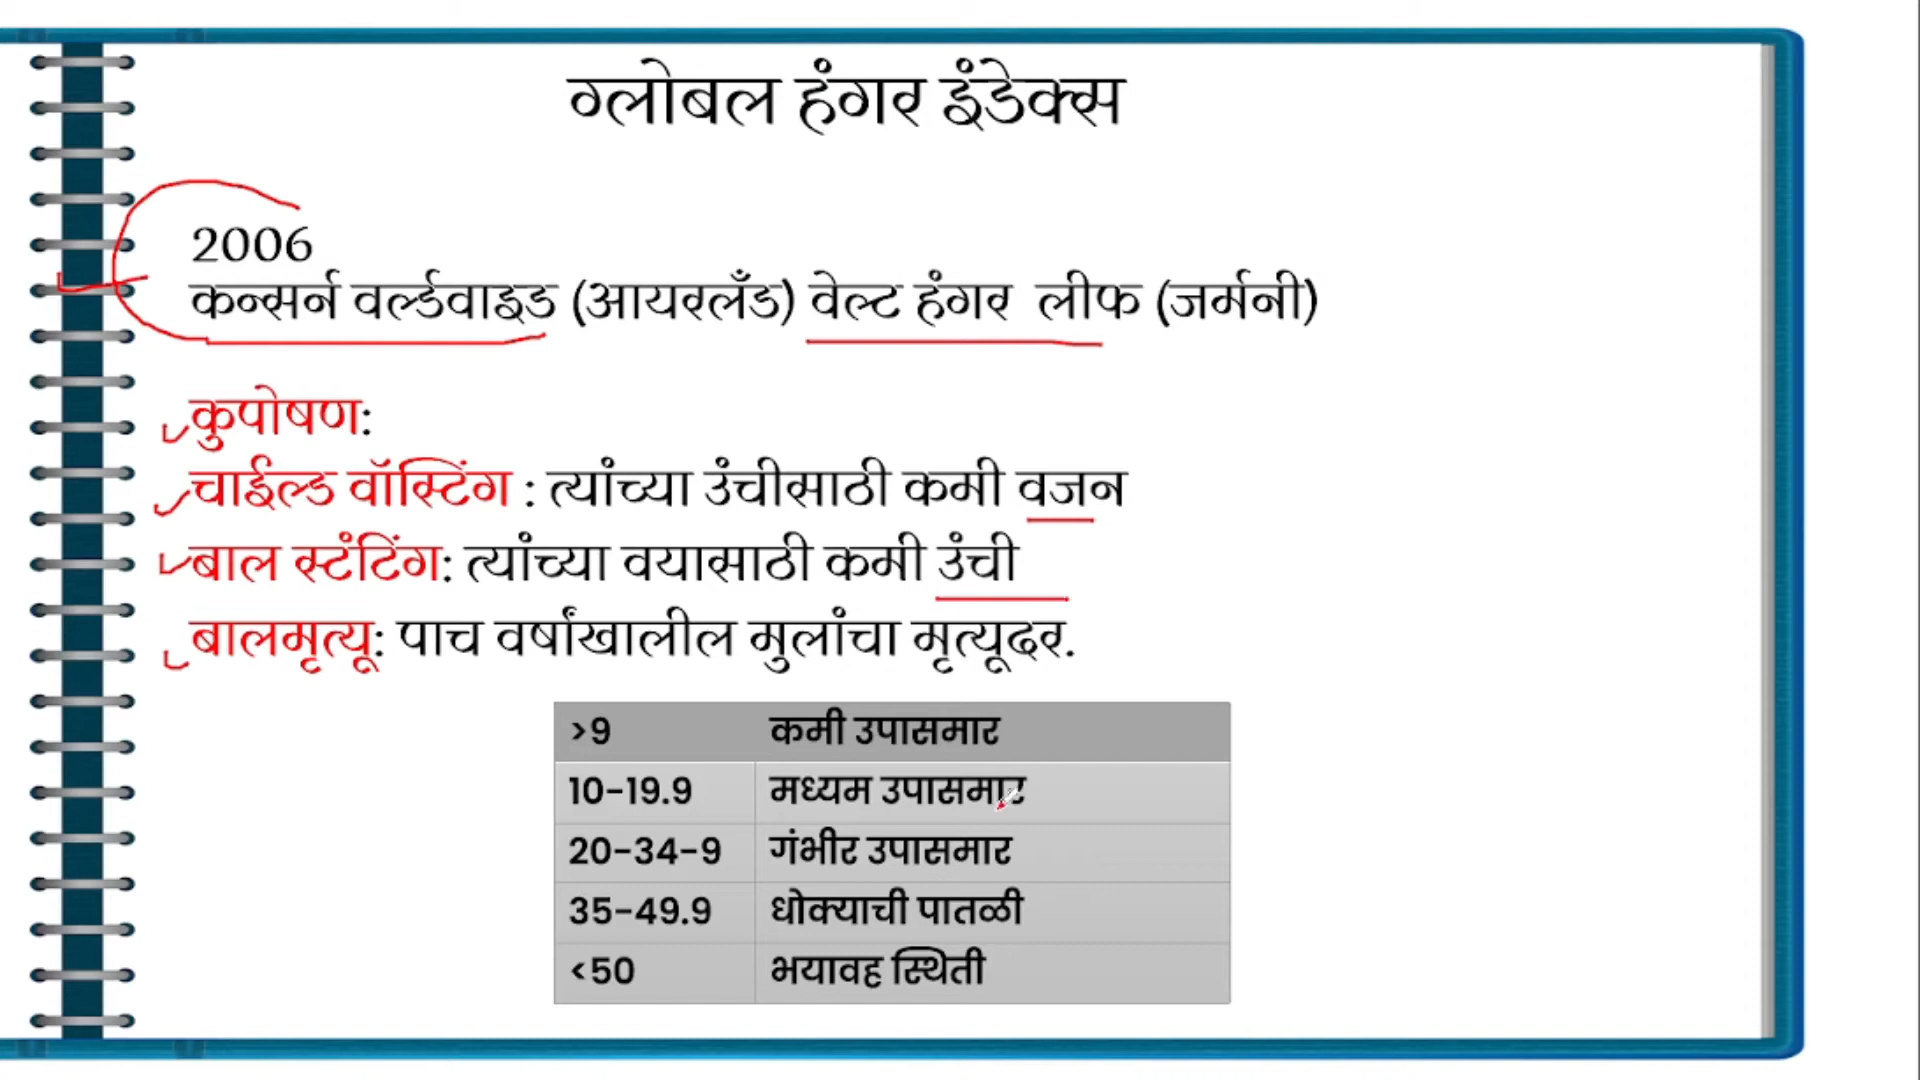 ग्लोबल हंगर इंडेक्स
2006
कन्सर्न वर्ल्डवाइड (आयरलँड) वेल्ट हंगर लीफ (जर्मनी)
कुपोषण:
चाईल्ड वॉस्टिंग : त्यांच्या उंचीसाठी कमी वजन
बाल स्टंटिंग: त्यांच्या वयासाठी कमी उंची
बालमृत्यू: पाच वर्षांखालील मुलांचा मृत्यूदर.
>9 कमी उपासमार
10-19.9 मध्यम उपासमार
20-34-9 गंभीर उपासमार
35-49.9 धोक्याची पातळी
<50 भयावह स्थिती